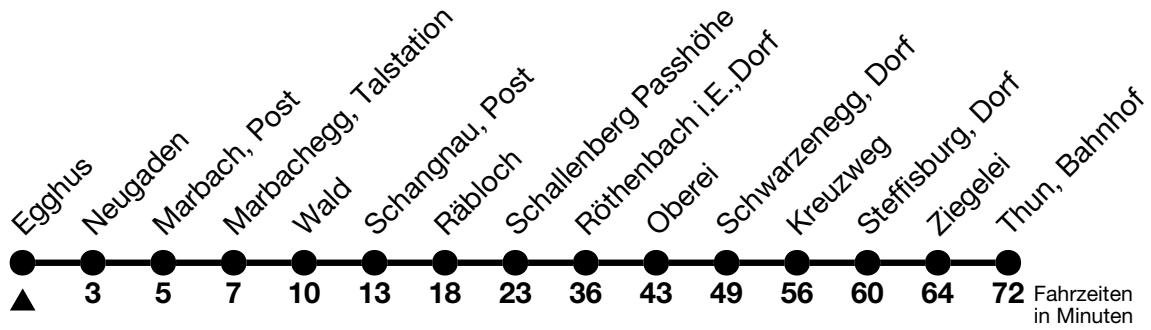 Egghus
Neugaden
Marbach, Post
Marbachegg, Talstation
Wald
Schangnau, Post
Räbloch
Schallenberg Passhöhe
Röthenbach i.E.,Dorf
Oberei
Schwarzenegg, Dorf
Kreuzweg
Steffisburg, Dorf
Ziegelei
Thun, Bahnhof
3 5 7 10 13 18 23 36 43 49 56 60 64 72 Fahrzeiten
in Minuten